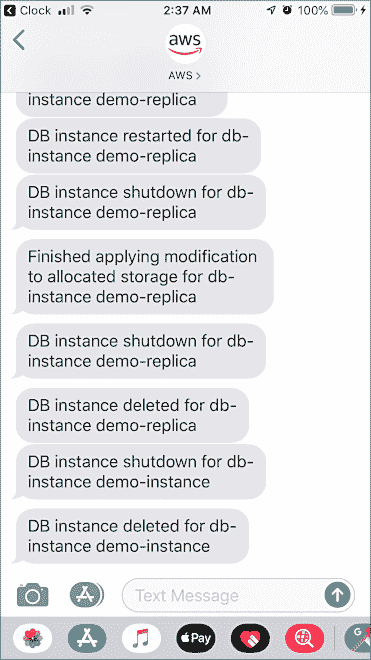 Clock
2:37 AM
100%
aws
AWS >
instance demo-replica
DB instance restarted for db-
instance demo-replica
DB instance shutdown for db-
instance demo-replica
Finished applying modification
to allocated storage for db-
instance demo-replica
DB instance shutdown for db-
instance demo-replica
DB instance deleted for db-
instance demo-replica
DB instance shutdown for db-
instance demo-instance
DB instance deleted for db-
instance demo-instance
Text Message
Pay
G